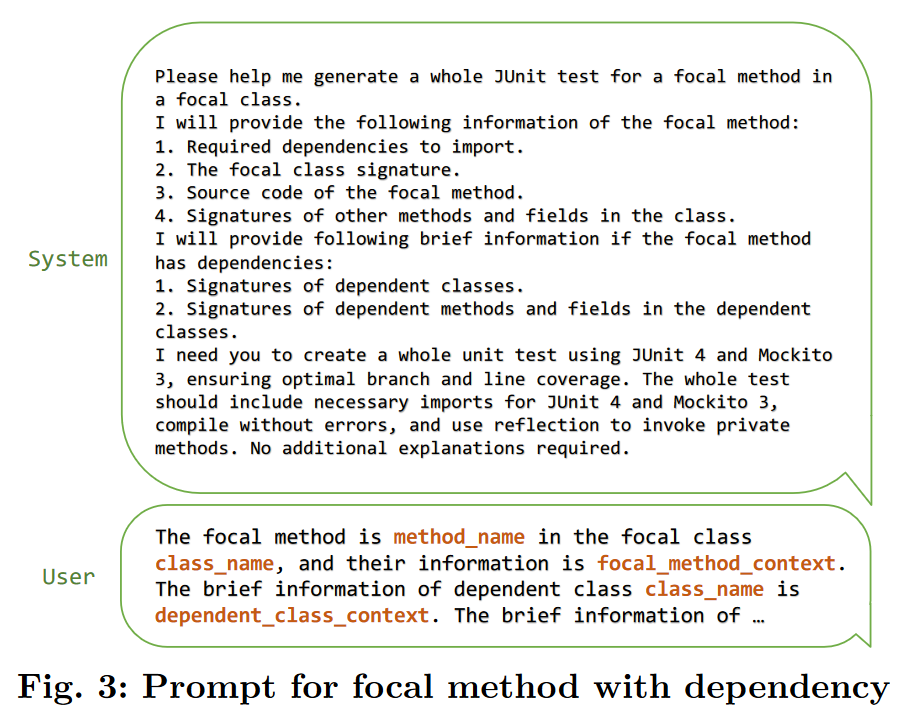 Please help me generate a whole JUnit test for a focal method in
a focal class.
I will provide the following information of the focal method:
1. Required dependencies to import.
2. The focal class signature.
3. Source code of the focal method.
4. Signatures of other methods and fields in the class.
I will provide following brief information if the focal method
has dependencies:
1. Signatures of dependent classes.
2. Signatures of dependent methods and fields in the dependent
classes.
I need you to create a whole unit test using JUnit 4 and Mockito
3, ensuring optimal branch and line coverage. The whole test
should include necessary imports for JUnit 4 and Mockito 3,
compile without errors, and use reflection to invoke private
methods. No additional explanations required.
System
The focal method is method_name in the focal class
class_name, and their information is focal_method_context.
The brief information of dependent class class_name is
dependent_class_context. The brief information of …
User
Fig. 3: Prompt for focal method with dependency